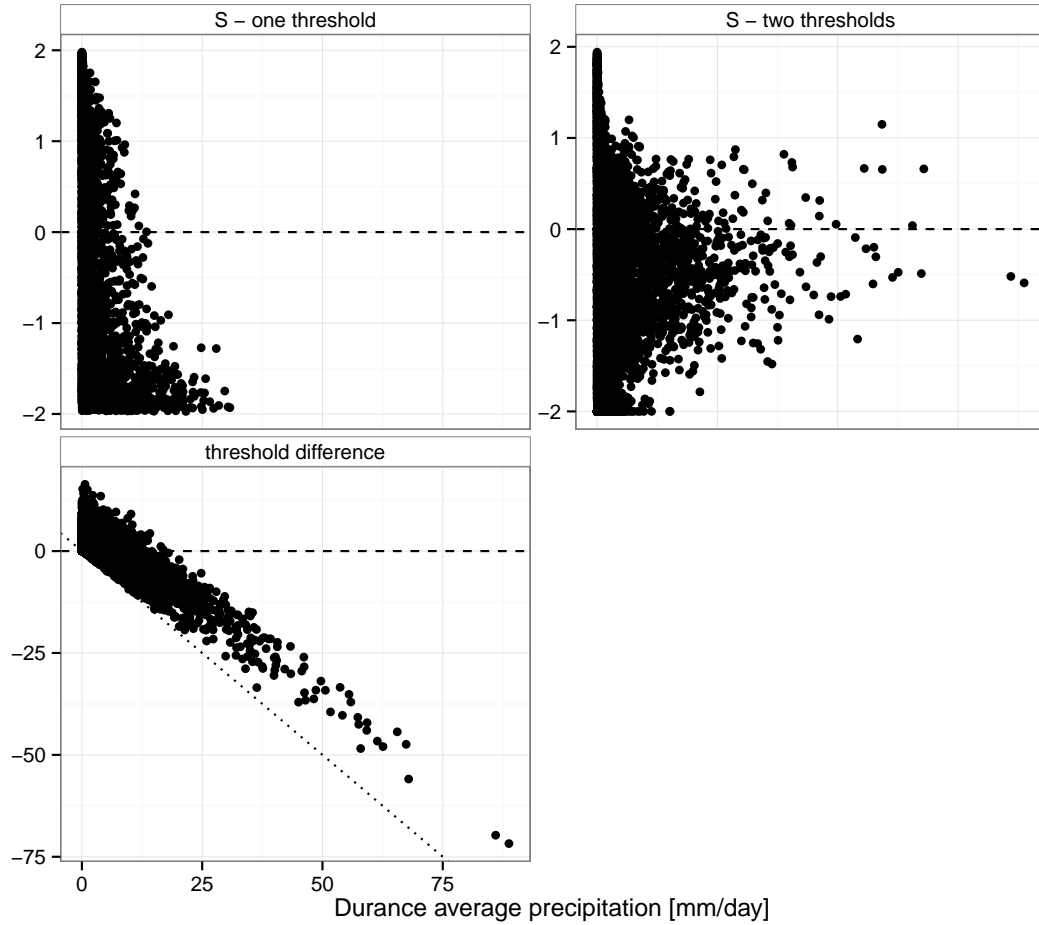 S − one threshold
S − two thresholds
2
1
0
−1
−2
2
1
0
−1
−2
threshold difference
0
−25
−50
−75
0 25 50 75
Durance average precipitation [mm/day]